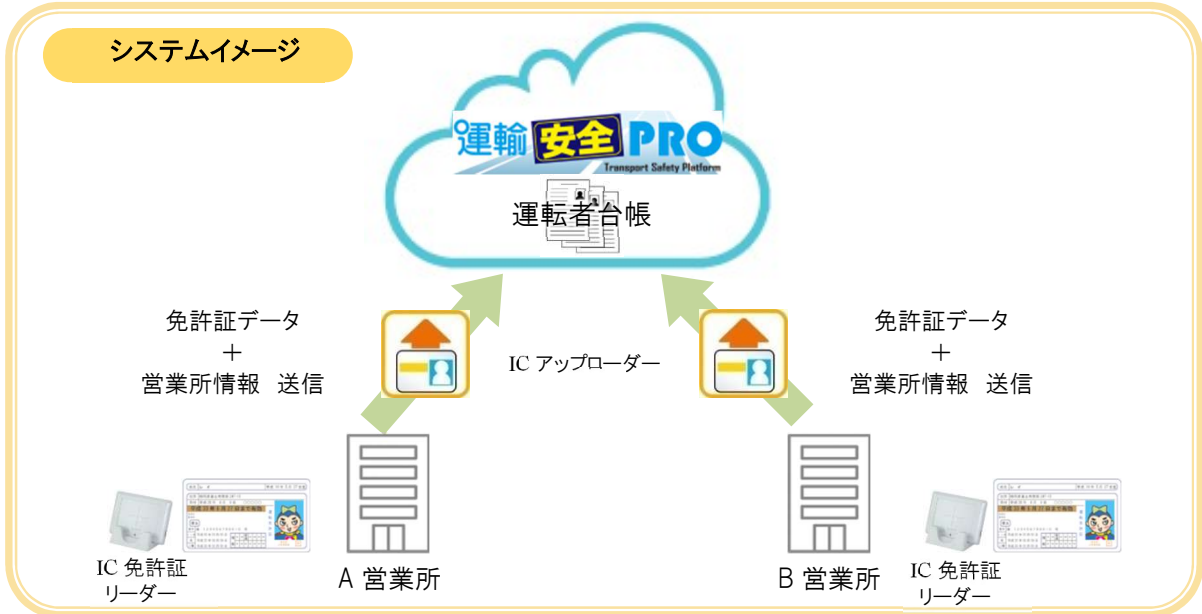 システムイメージ
運輸安全PRO
Transport Safety Platform
運転者台帳
免許証データ
＋
営業所情報　送信
IC アップローダー
免許証データ
＋
営業所情報　送信
IC 免許証
リーダー
A 営業所
B 営業所
IC 免許証
リーダー